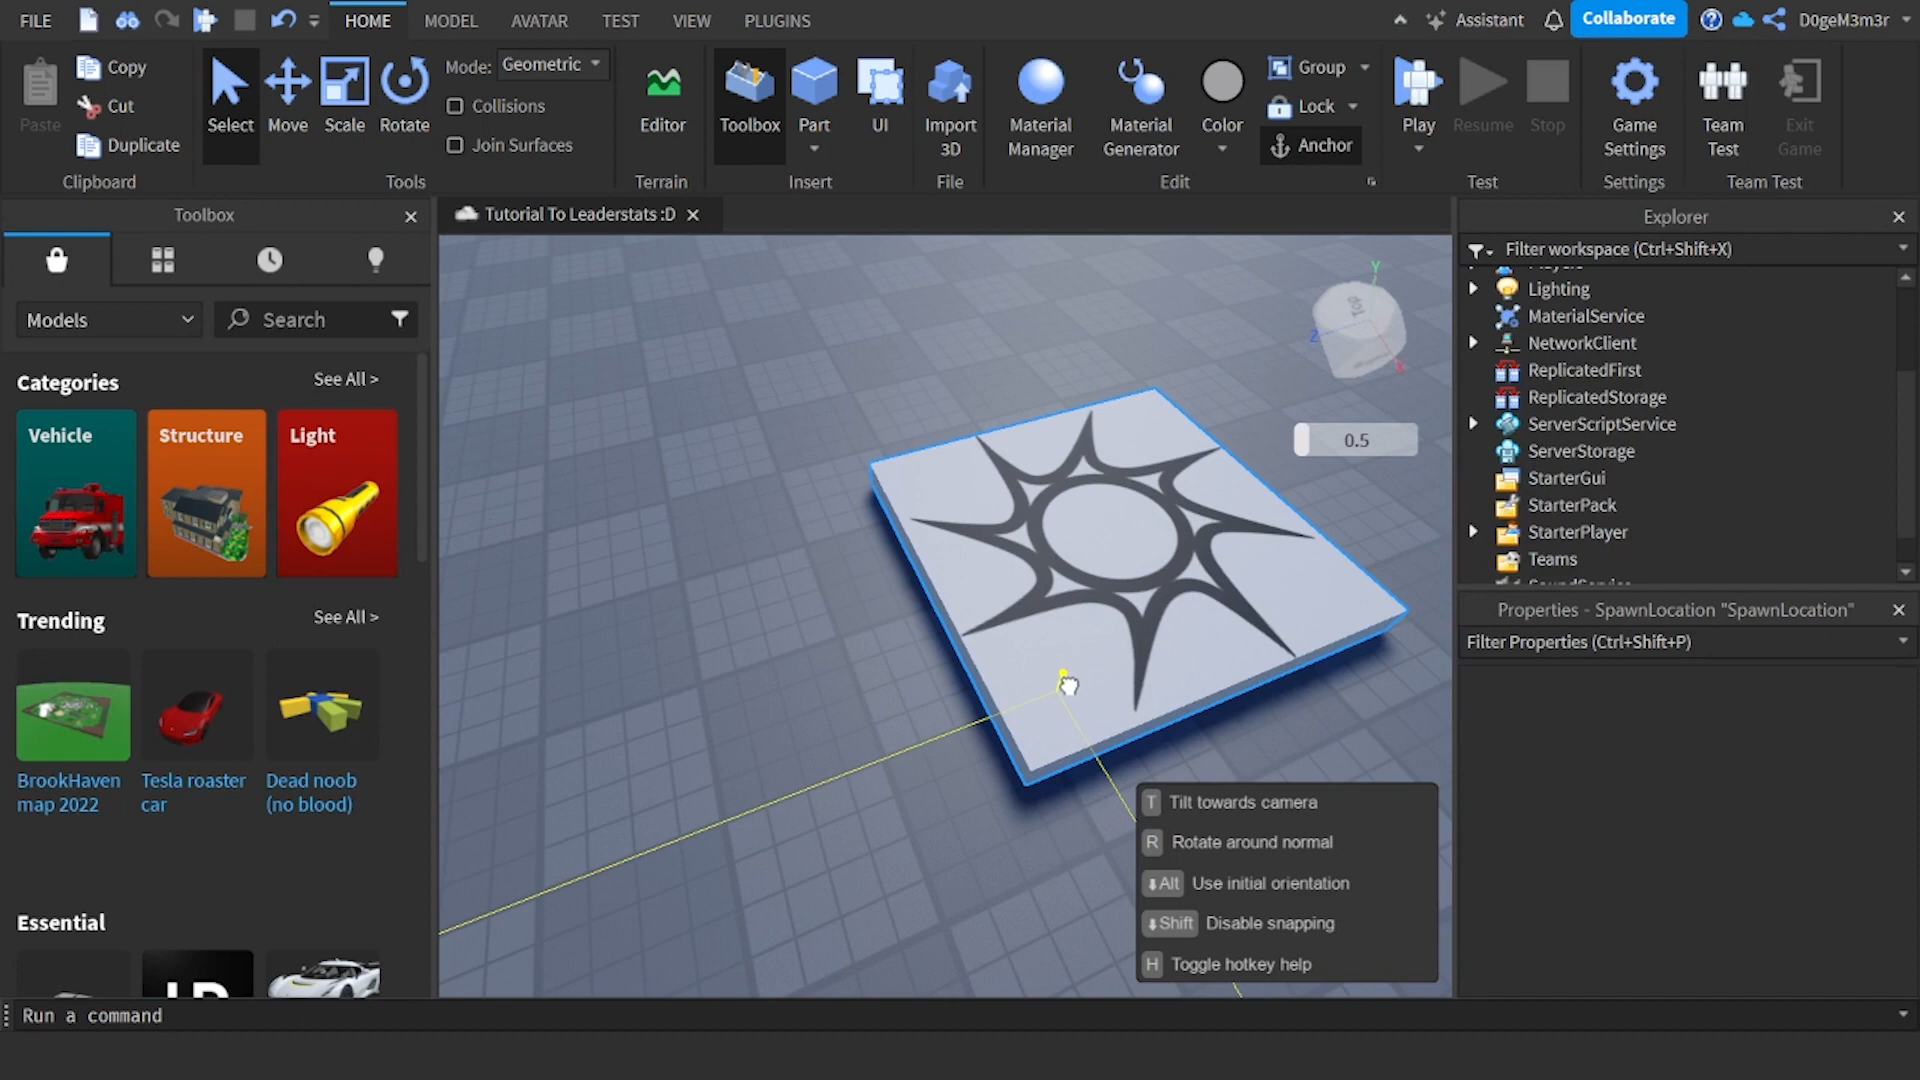 FILE
HOME
MODEL
AVATAR
TEST
VIEW
PLUGINS
Assistant
Collaborate
D0geM3m3r
Paste
Copy
Cut
Duplicate
Clipboard
Select
Move
Scale
Rotate
Mode: Geometric
Collisions
Join Surfaces
Tools
Editor
Terrain
Toolbox
Part
UI
Insert
Import
3D
File
Material
Manager
Material
Generator
Color
Group
Lock
Anchor
Edit
Play
Resume
Stop
Test
Game
Settings
Settings
Team
Test
Exit
Game
Team Test
Toolbox
Models
Search
Categories
See All >
Vehicle
Structure
Light
Trending
See All >
BrookHaven
map 2022
Tesla roaster
car
Dead noob
(no blood)
Essential
Tutorial To Leaderstats :D
Y
TOP
Z
X
0.5
T Tilt towards camera
R Rotate around normal
Alt Use initial orientation
Shift Disable snapping
H Toggle hotkey help
Explorer
Filter workspace (Ctrl+Shift+X)
Players
Lighting
MaterialService
NetworkClient
ReplicatedFirst
ReplicatedStorage
ServerScriptService
ServerStorage
StarterGui
StarterPack
StarterPlayer
Teams
SoundService
Properties - SpawnLocation "SpawnLocation"
Filter Properties (Ctrl+Shift+P)
Run a command